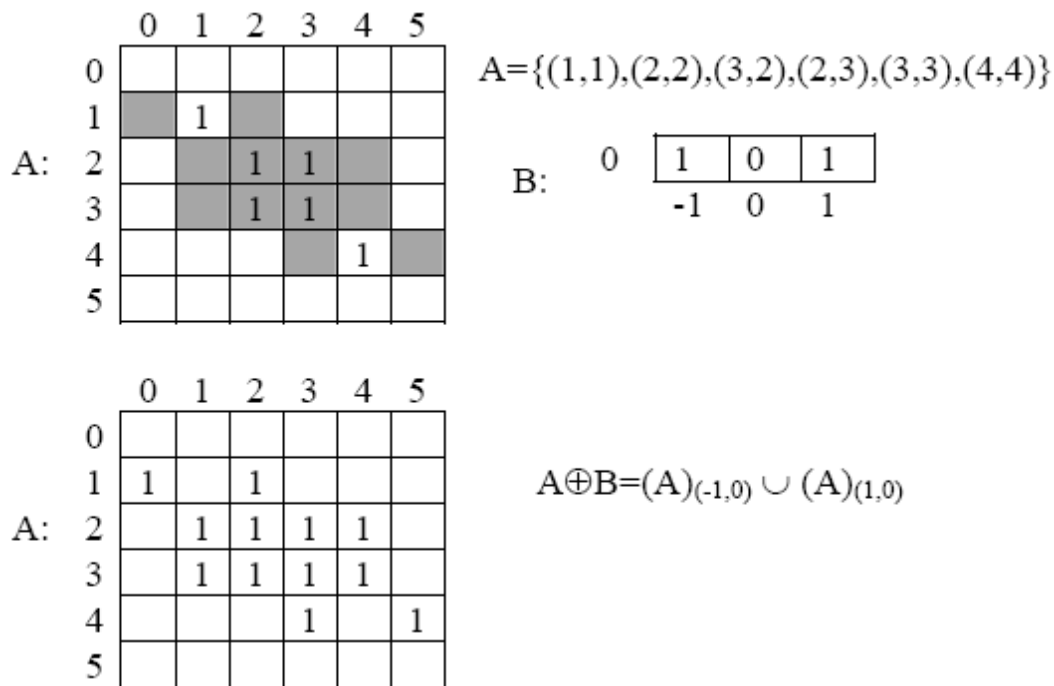 0 1 2 3 4 5
0
A={(1,1),(2,2),(3,2),(2,3),(3,3),(4,4)}
1 1
A: 2 1 1
B: 0 1 0 1
-1 0 1
3 1 1
4 1
5
0 1 2 3 4 5
0
1 1 1
A⊕B=(A)(-1,0) ∪ (A)(1,0)
A: 2 1 1 1 1
3 1 1 1 1
4 1 1
5